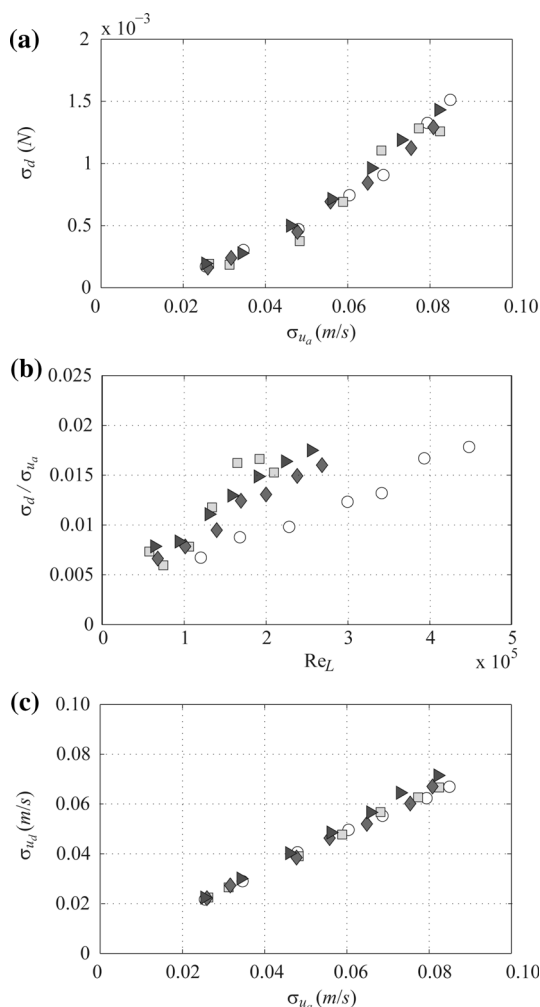 (a)
x 10⁻³
2
1.5
1
0.5
0
σ_d (N)
0 0.02 0.04 0.06 0.08 0.10
σ_{u_a} (m/s)
(b)
0.025
0.02
0.015
0.01
0.005
0
σ_d / σ_{u_a}
0 1 2 3 4 5
Re_L
x 10⁵
(c)
0.10
0.08
0.06
0.04
0.02
0
σ_{u_d} (m/s)
0 0.02 0.04 0.06 0.08 0.10
σ_{u_a} (m/s)